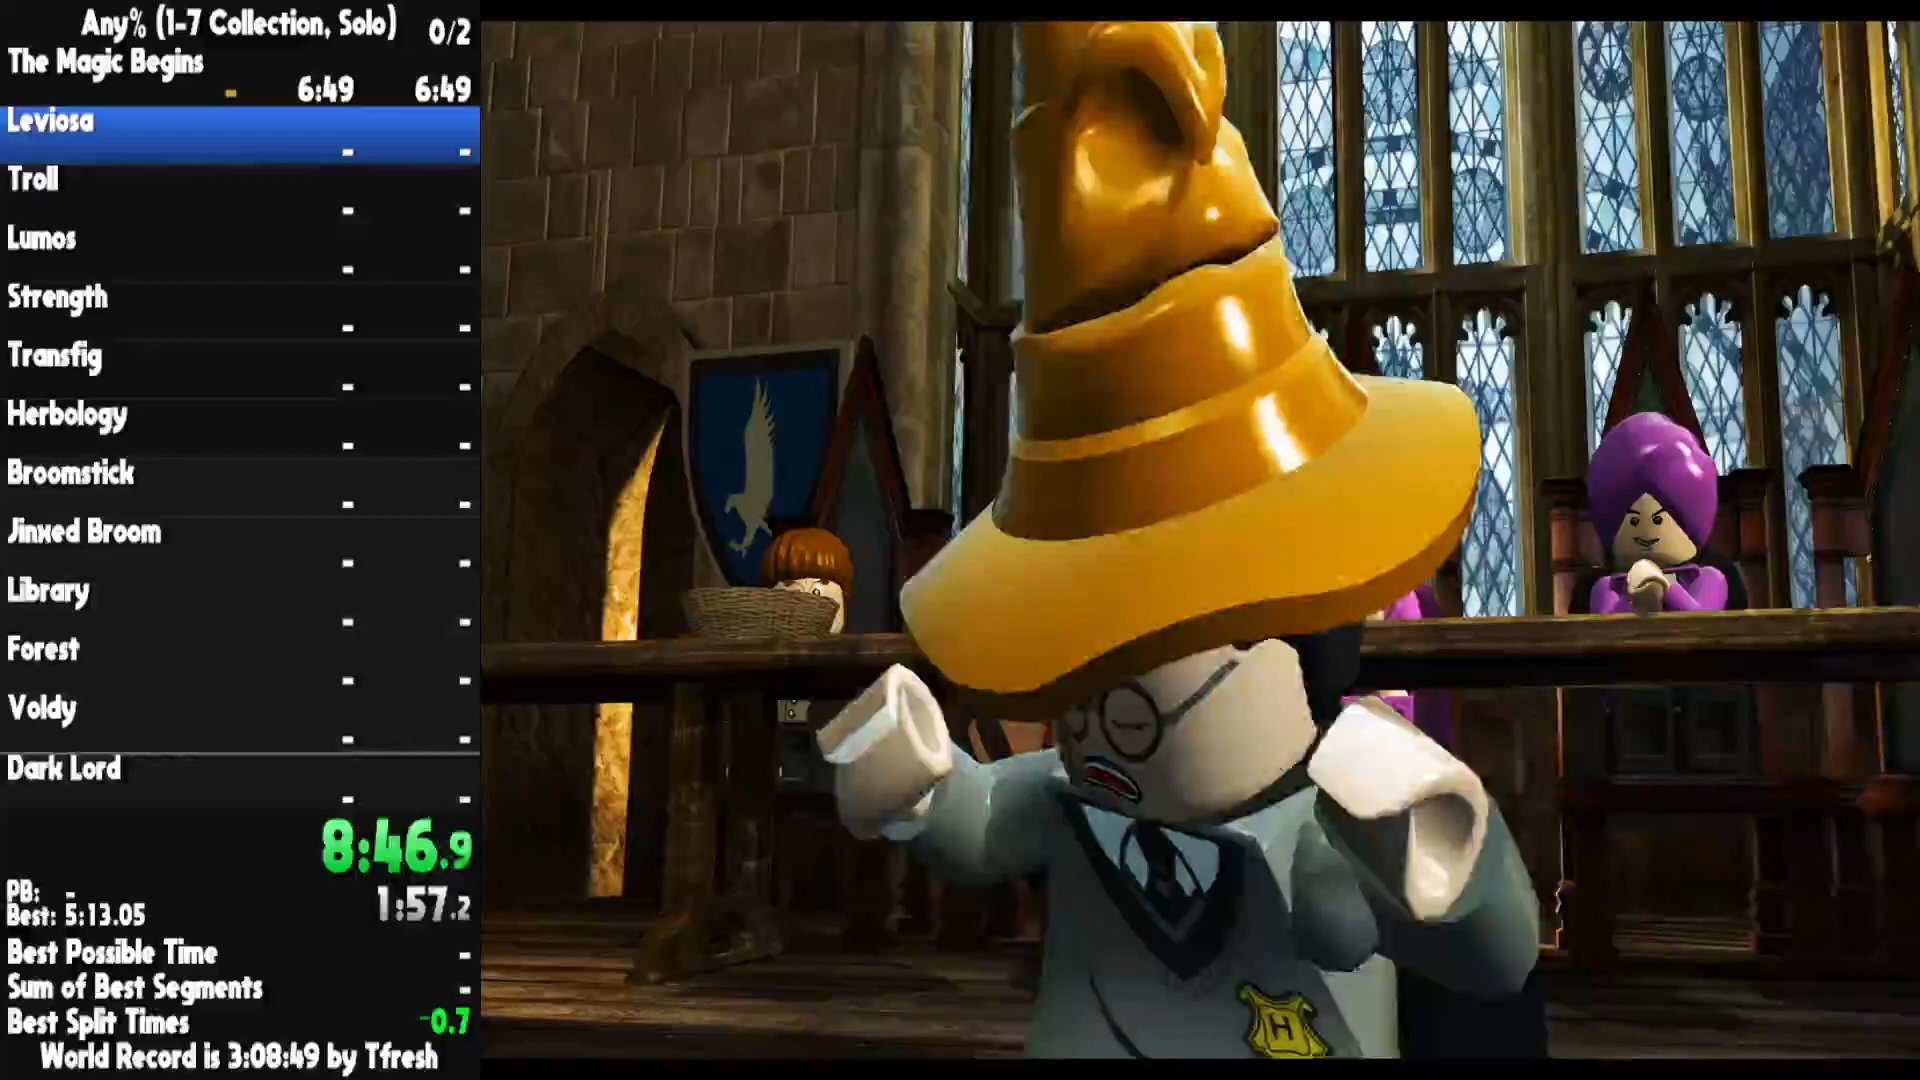 Any% (1-7 Collection, Solo) 0/2
The Magic Begins
- 6:49 6:49
Leviosa
- -
Troll
- -
Lumos
- -
Strength
- -
Transfig
- -
Herbology
- -
Broomstick
- -
Jinxed Broom
- -
Library
- -
Forest
- -
Voldy
- -
Dark Lord
- -
8:46.9
PB: -
Best: 5:13.05
1:57.2
Best Possible Time -
Sum of Best Segments -
Best Split Times -0.7
World Record is 3:08:49 by Tfresh
H